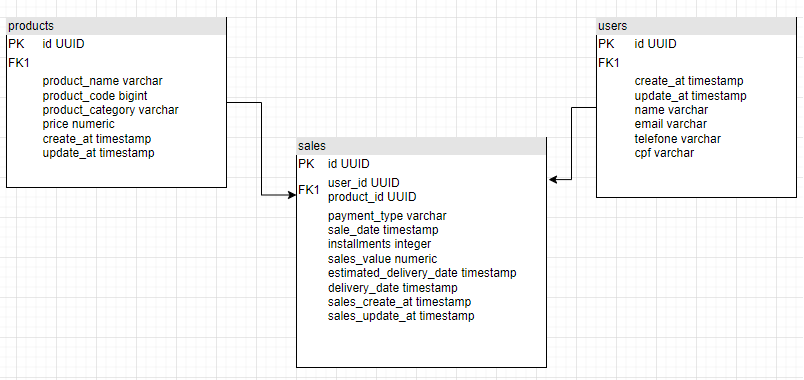 products
PK id UUID
FK1
product_name varchar
product_code bigint
product_category varchar
price numeric
create_at timestamp
update_at timestamp
users
PK id UUID
FK1
create_at timestamp
update_at timestamp
name varchar
email varchar
telefone varchar
cpf varchar
sales
PK id UUID
FK1 user_id UUID
product_id UUID
payment_type varchar
sale_date timestamp
installments integer
sales_value numeric
estimated_delivery_date timestamp
delivery_date timestamp
sales_create_at timestamp
sales_update_at timestamp